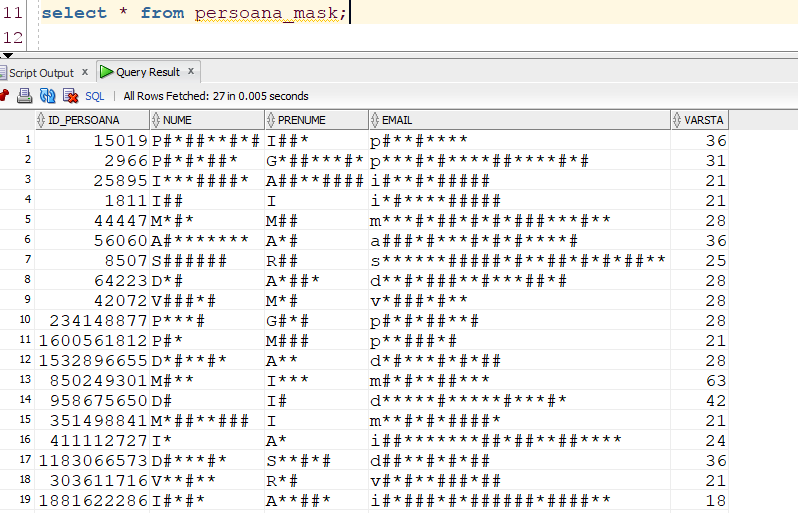 11 select * from persoana_mask;
12
Script Output x Query Result x
SQL | All Rows Fetched: 27 in 0.005 seconds
ID_PERSOANA NUME PRENUME EMAIL VARSTA
1 15019 P#*##**#*# I##* p#**#**** 36
2 2966 P#*#*##* G*##***#* p***#*#****##****#*# 31
3 25895 I***####* A##**#### i#**#*##### 21
4 1811 I## I i*#****##### 21
5 44447 M*#* M## m***#*##*#*#*###***#** 28
6 56060 A#******* A*# a###*#***#*#*#****# 36
7 8507 S###### R## s******#####*#**##*#*#*##** 25
8 64223 D*# A*##* d**#*###**#***##*# 28
9 42072 V###*# M*# v*###*#** 28
10 234148877 P***# G#*# p#*#*##**# 28
11 1600561812 P#* M### p**###*# 21
12 1532896655 D*#**#* A** d*#***#*#*## 28
13 850249301 M#** I*** m#*#**##*** 63
14 958675650 D# I# d*****#*****#***#* 42
15 351498841 M*##**### I m**#*#*####* 21
16 411112727 I* A* i##*******##*##**##**** 24
17 1183066573 D#***#* S**#*# d##**#*#*## 36
18 303611716 V**#** R*# v#*#**###*## 21
19 1881622286 I#*#* A**##* i#*###*#*######*####** 18